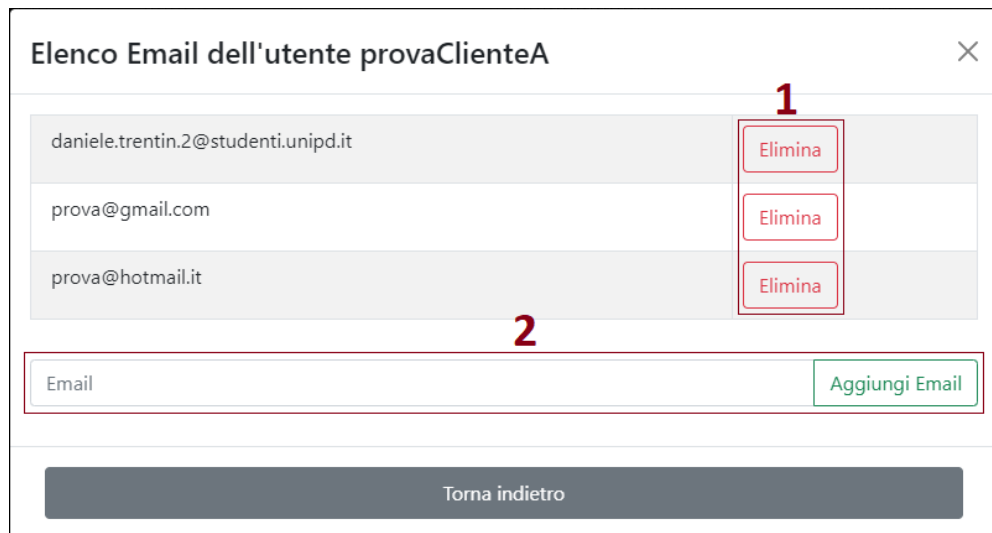 Elenco Email dell'utente provaClienteA
1
daniele.trentin.2@studenti.unipd.it Elimina
prova@gmail.com Elimina
prova@hotmail.it Elimina
2
Email Aggiungi Email
Torna indietro